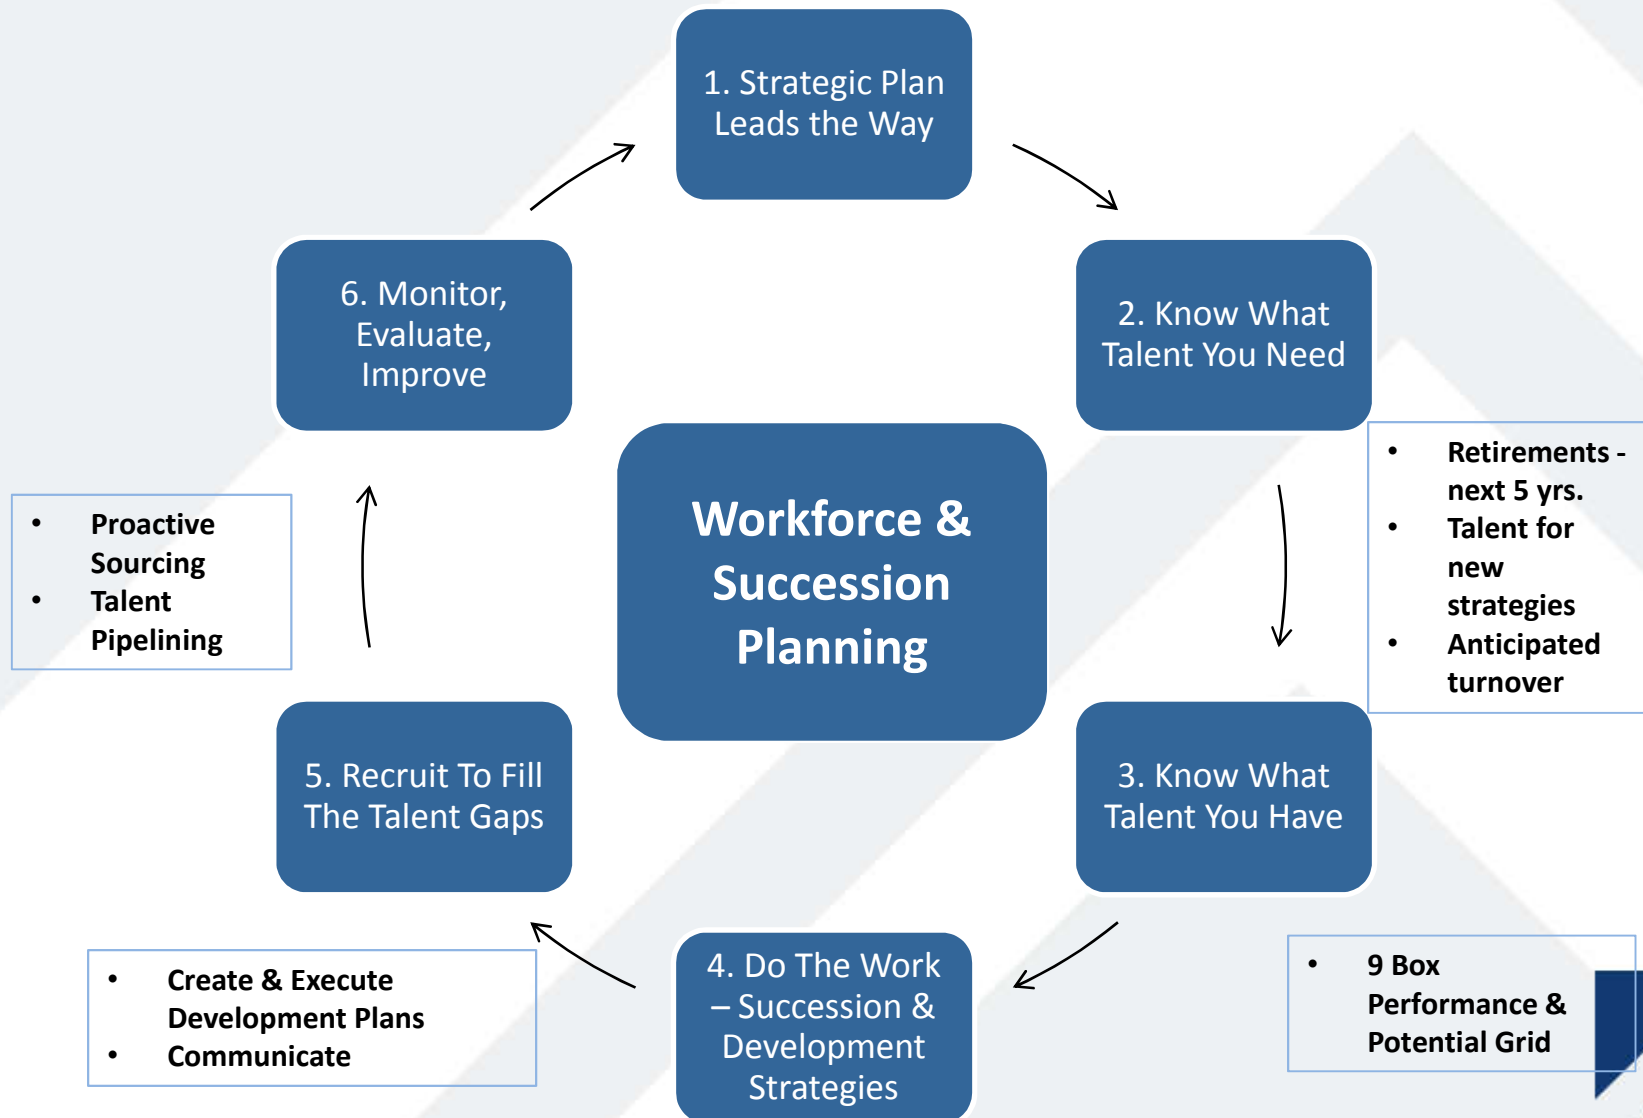 1. Strategic Plan
Leads the Way
2. Know What
Talent You Need
• Retirements -
next 5 yrs.
• Talent for
new
strategies
• Anticipated
turnover
3. Know What
Talent You Have
• 9 Box
Performance &
Potential Grid
4. Do The Work
– Succession &
Development
Strategies
• Create & Execute
Development Plans
• Communicate
5. Recruit To Fill
The Talent Gaps
• Proactive
Sourcing
• Talent
Pipelining
6. Monitor,
Evaluate,
Improve
Workforce &
Succession
Planning